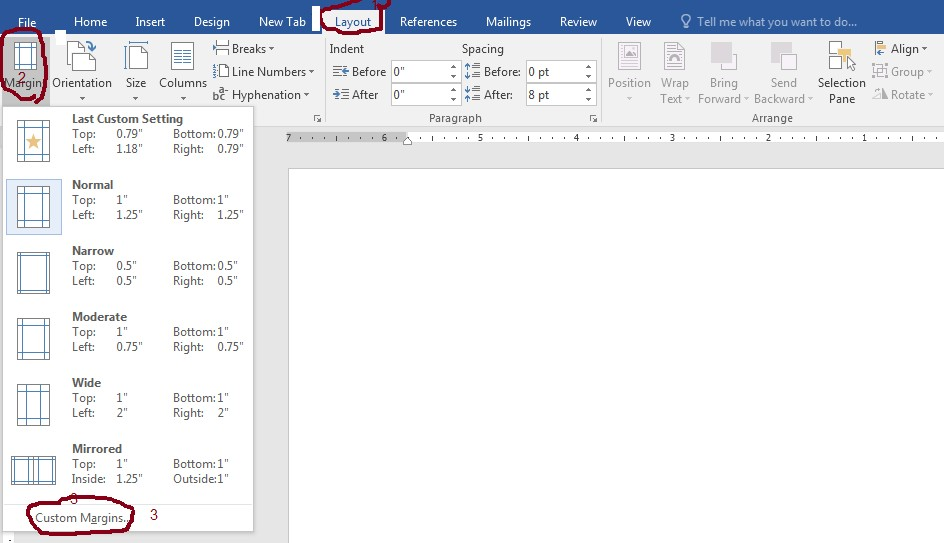 File Home Insert Design New Tab Layout References Mailings Review View Tell me what you want to do...
2
Margins Orientation Size Columns
Breaks
Line Numbers
Hyphenation
Indent
Before 0"
After 0"
Spacing
Before: 0 pt
After: 8 pt
Paragraph
Position
Wrap Text
Bring Forward
Send Backward
Selection Pane
Align
Group
Rotate
Arrange
7 6 5 4 3 2 1
Last Custom Setting
Top: 0.79" Bottom: 0.79"
Left: 1.18" Right: 0.79"
Normal
Top: 1" Bottom: 1"
Left: 1.25" Right: 1.25"
Narrow
Top: 0.5" Bottom: 0.5"
Left: 0.5" Right: 0.5"
Moderate
Top: 1" Bottom: 1"
Left: 0.75" Right: 0.75"
Wide
Top: 1" Bottom: 1"
Left: 2" Right: 2"
Mirrored
Top: 1" Bottom: 1"
Inside: 1.25" Outside: 1"
3
Custom Margins... 3